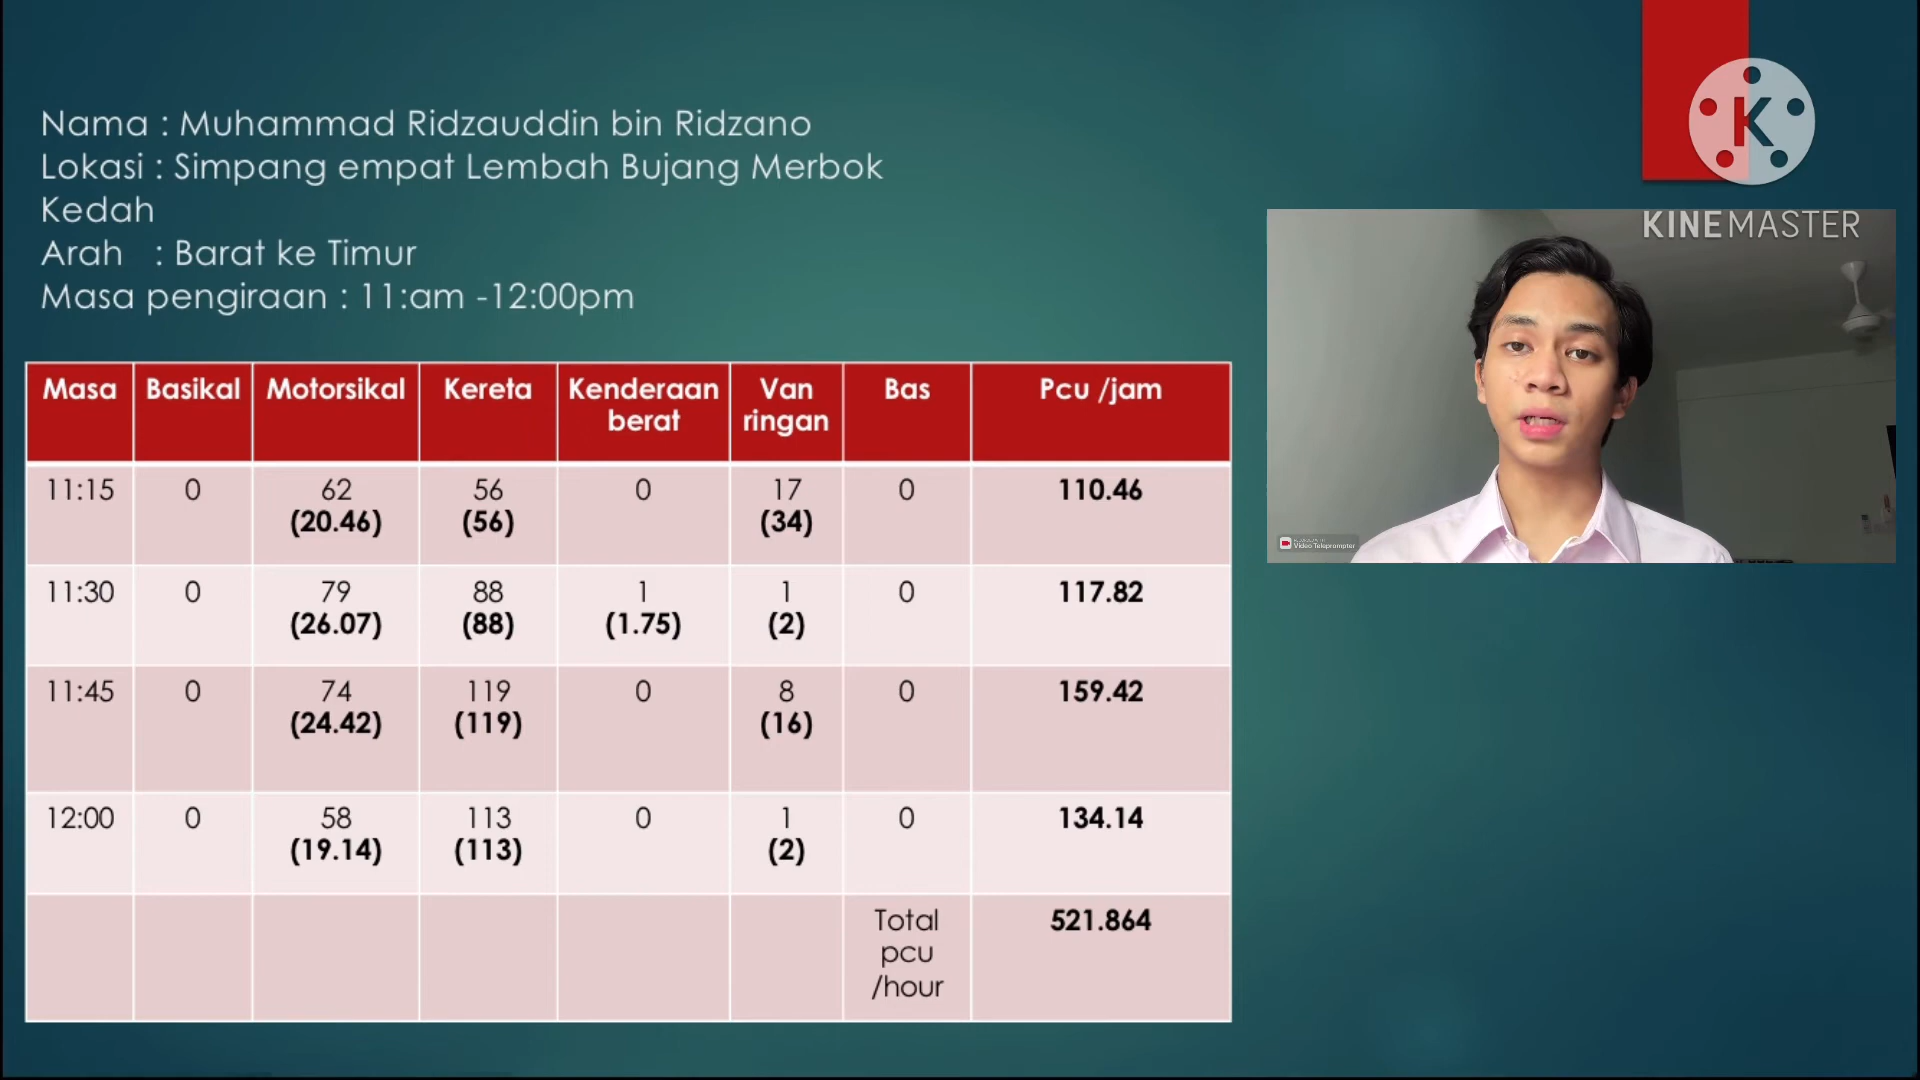 Nama : Muhammad Ridzauddin bin Ridzano
Lokasi : Simpang empat Lembah Bujang Merbok
Kedah
Arah : Barat ke Timur
Masa pengiraan : 11:am -12:00pm
K
KINEMASTER
Video Teleprompter
Masa Basikal Motorsikal Kereta Kenderaan berat Van ringan Bas Pcu /jam
11:15 0 62 56 0 17 0 110.46
(20.46) (56) (34)
11:30 0 79 88 1 1 0 117.82
(26.07) (88) (1.75) (2)
11:45 0 74 119 0 8 0 159.42
(24.42) (119) (16)
12:00 0 58 113 0 1 0 134.14
(19.14) (113) (2)
Total 521.864
pcu
/hour